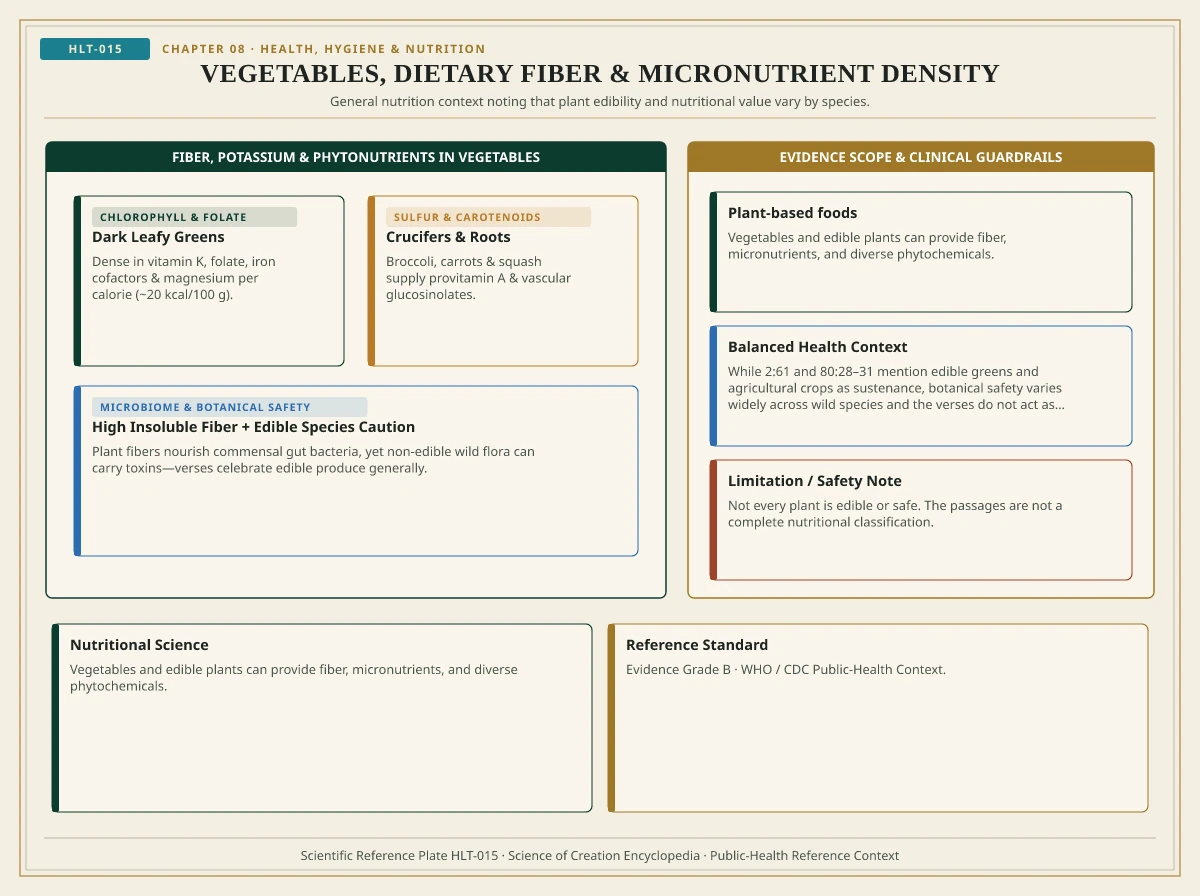 HLT-015
CHAPTER 08 · HEALTH, HYGIENE & NUTRITION
VEGETABLES, DIETARY FIBER & MICRONUTRIENT DENSITY
General nutrition context noting that plant edibility and nutritional value vary by species.
FIBER, POTASSIUM & PHYTONUTRIENTS IN VEGETABLES
CHLOROPHYLL & FOLATE
Dark Leafy Greens
Dense in vitamin K, folate, iron
cofactors & magnesium per
calorie (~20 kcal/100 g).
SULFUR & CAROTENOIDS
Crucifers & Roots
Broccoli, carrots & squash
supply provitamin A & vascular
glucosinolates.
MICROBIOME & BOTANICAL SAFETY
High Insoluble Fiber + Edible Species Caution
Plant fibers nourish commensal gut bacteria, yet non-edible wild flora can
carry toxins—verses celebrate edible produce generally.
EVIDENCE SCOPE & CLINICAL GUARDRAILS
Plant-based foods
Vegetables and edible plants can provide fiber,
micronutrients, and diverse phytochemicals.
Balanced Health Context
While 2:61 and 80:28–31 mention edible greens and
agricultural crops as sustenance, botanical safety varies
widely across wild species and the verses do not act as…
Limitation / Safety Note
Not every plant is edible or safe. The passages are not a
complete nutritional classification.
Nutritional Science
Vegetables and edible plants can provide fiber, micronutrients, and diverse
phytochemicals.
Reference Standard
Evidence Grade B · WHO / CDC Public-Health Context.
Scientific Reference Plate HLT-015 · Science of Creation Encyclopedia · Public-Health Reference Context